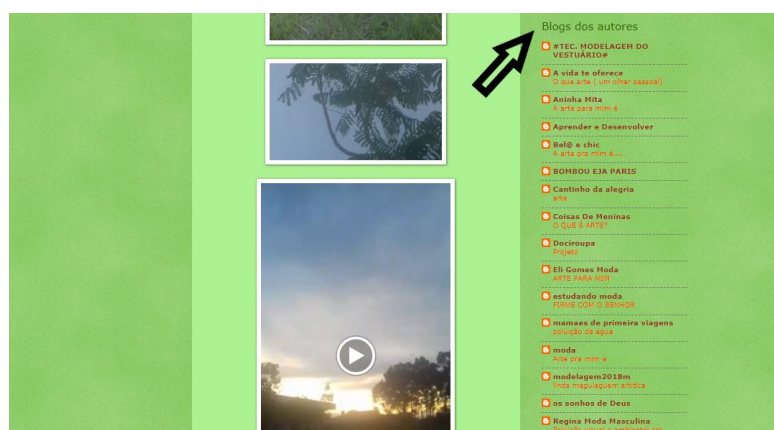 Blogs dos autores
#TEC. MODELAGEM DO
VESTUÁRIO#
A vida te oferece
O que arte ( um olhar pessoal)
Aninha Mita
A arte para mim é
Aprender e Desenvolver
Bel@ e chic
A arte pra mim é....
BOMBOU EJA PARIS
Cantinho da alegria
arte
Coisas De Meninas
O QUE É ARTE?
Dociroupa
Projeto
Eli Gomes Moda
ARTE PARA MIM
estudando moda
FIRME COM O SENHOR
mamaes de primeira viagens
poluição da água
moda
Arte pra mim é
modelagem2018m
linda
os sonhos de Deus
Regina Moda Masculina